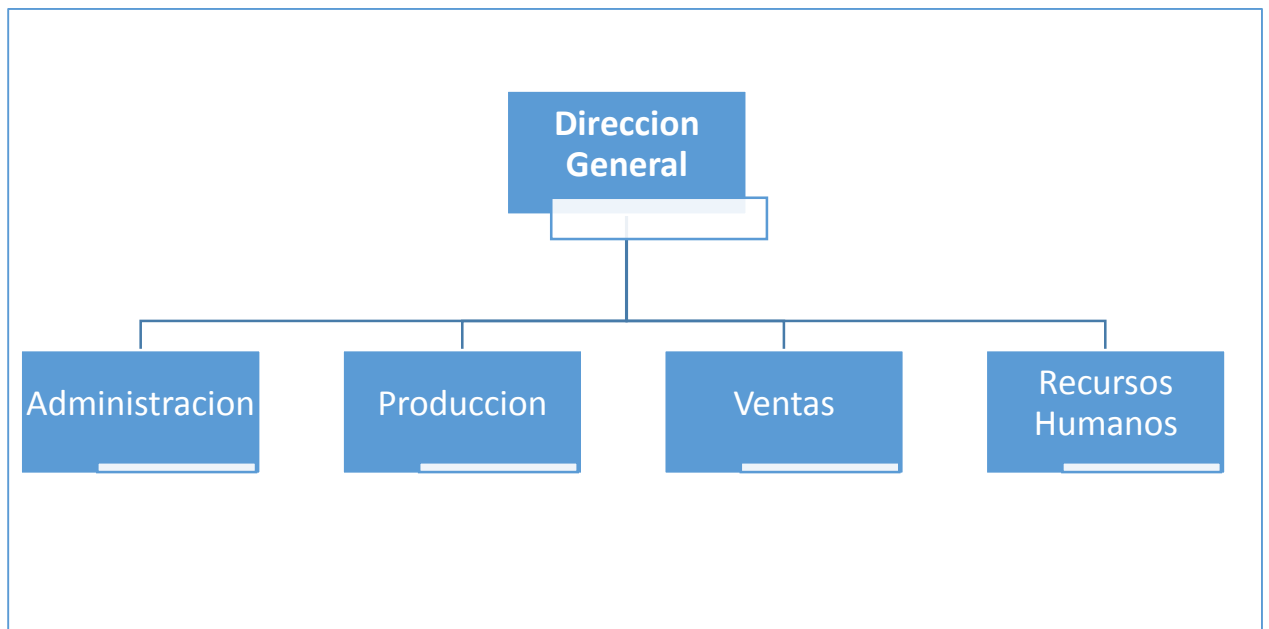 Direccion
General
Administracion
Produccion
Ventas
Recursos
Humanos